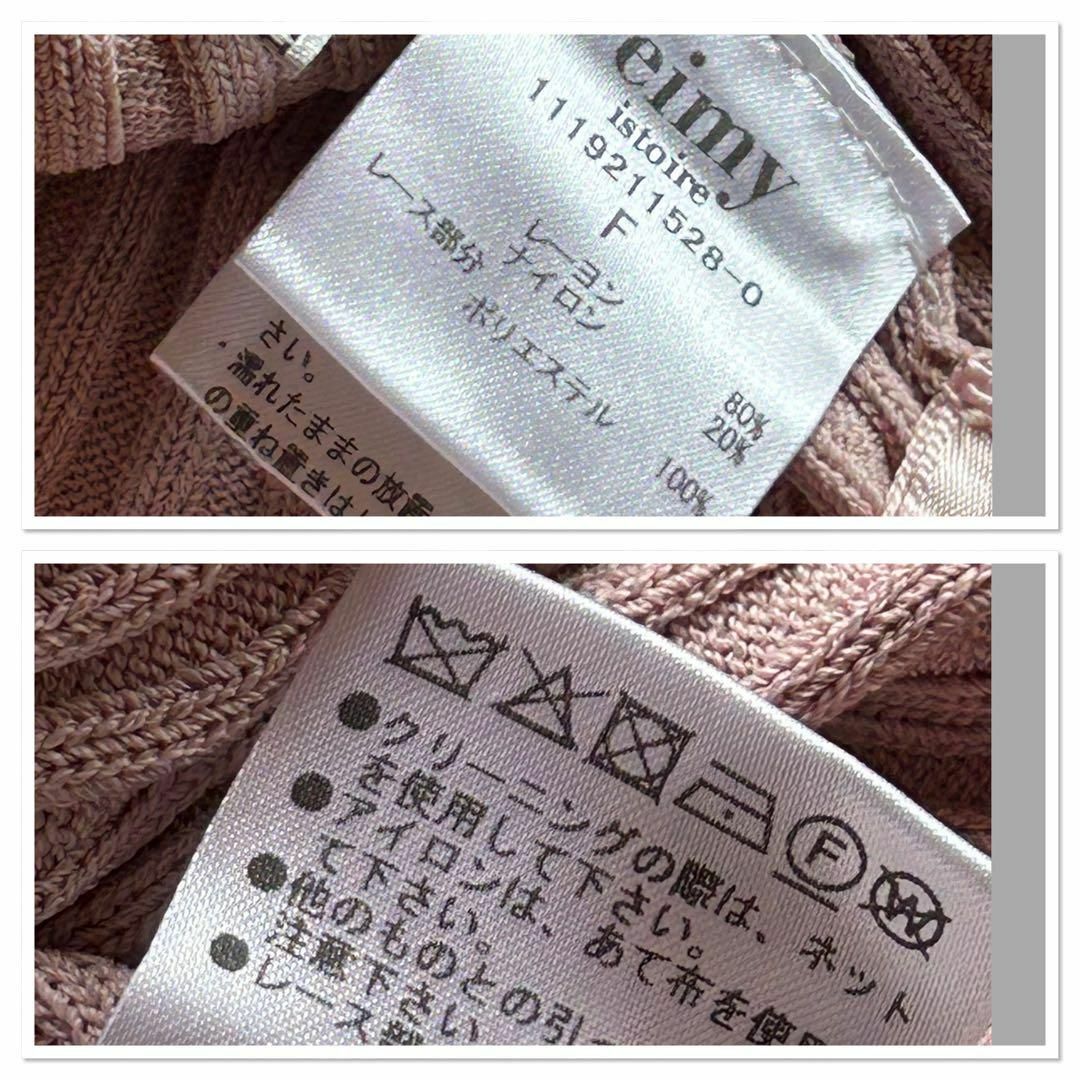 eimy
istoire
1119211528-0
F
レーヨン 80%
ナイロン 20%
レース部分
ポリエステル 100%
さい。
・濡れたままの放置
の重ね置きは
F
W
●クリーニングの際は、ネット
を使用して下さい。
●アイロンは、あて布を使用
て下さい。
●他のものとの引
注意下さい
●レース部